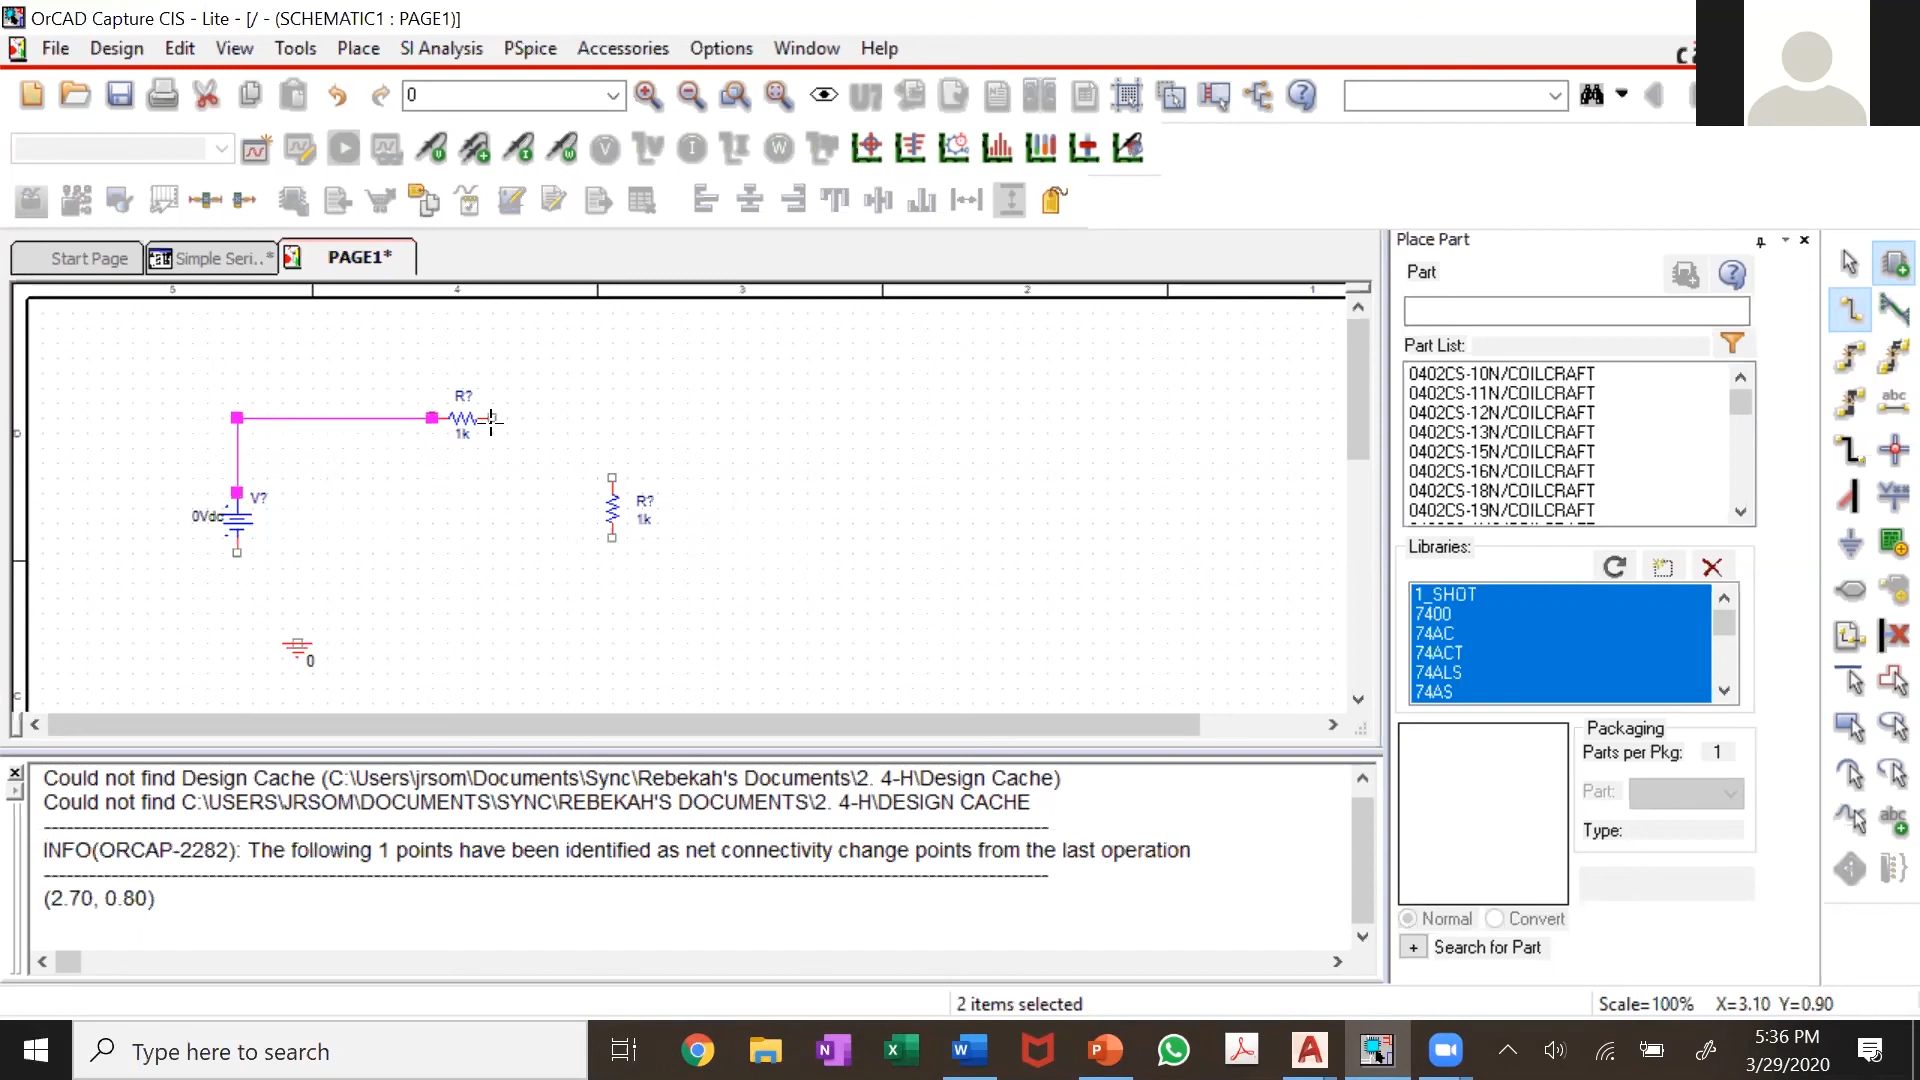 OrCAD Capture CIS - Lite - [/ - (SCHEMATIC1 : PAGE1)]
File Design Edit View Tools Place SI Analysis PSpice Accessories Options Window Help
0
Start Page Simple Seri..* PAGE1*
5 4 3 2 1
R?
1k
V?
0Vdc
R?
1k
0
D
C
Place Part
Part
Part List:
0402CS-10N/COILCRAFT
0402CS-11N/COILCRAFT
0402CS-12N/COILCRAFT
0402CS-13N/COILCRAFT
0402CS-15N/COILCRAFT
0402CS-16N/COILCRAFT
0402CS-18N/COILCRAFT
0402CS-19N/COILCRAFT
Libraries:
1_SHOT
7400
74AC
74ACT
74ALS
74AS
Packaging
Parts per Pkg: 1
Part:
Type:
Normal Convert
+ Search for Part
Could not find Design Cache (C:\Users\jrsom\Documents\Sync\Rebekah's Documents\2. 4-H\Design Cache)
Could not find C:\USERS\JRSOM\DOCUMENTS\SYNC\REBEKAH'S DOCUMENTS\2. 4-H\DESIGN CACHE
INFO(ORCAP-2282): The following 1 points have been identified as net connectivity change points from the last operation
(2.70, 0.80)
2 items selected
Scale=100% X=3.10 Y=0.90
Type here to search
5:36 PM
3/29/2020